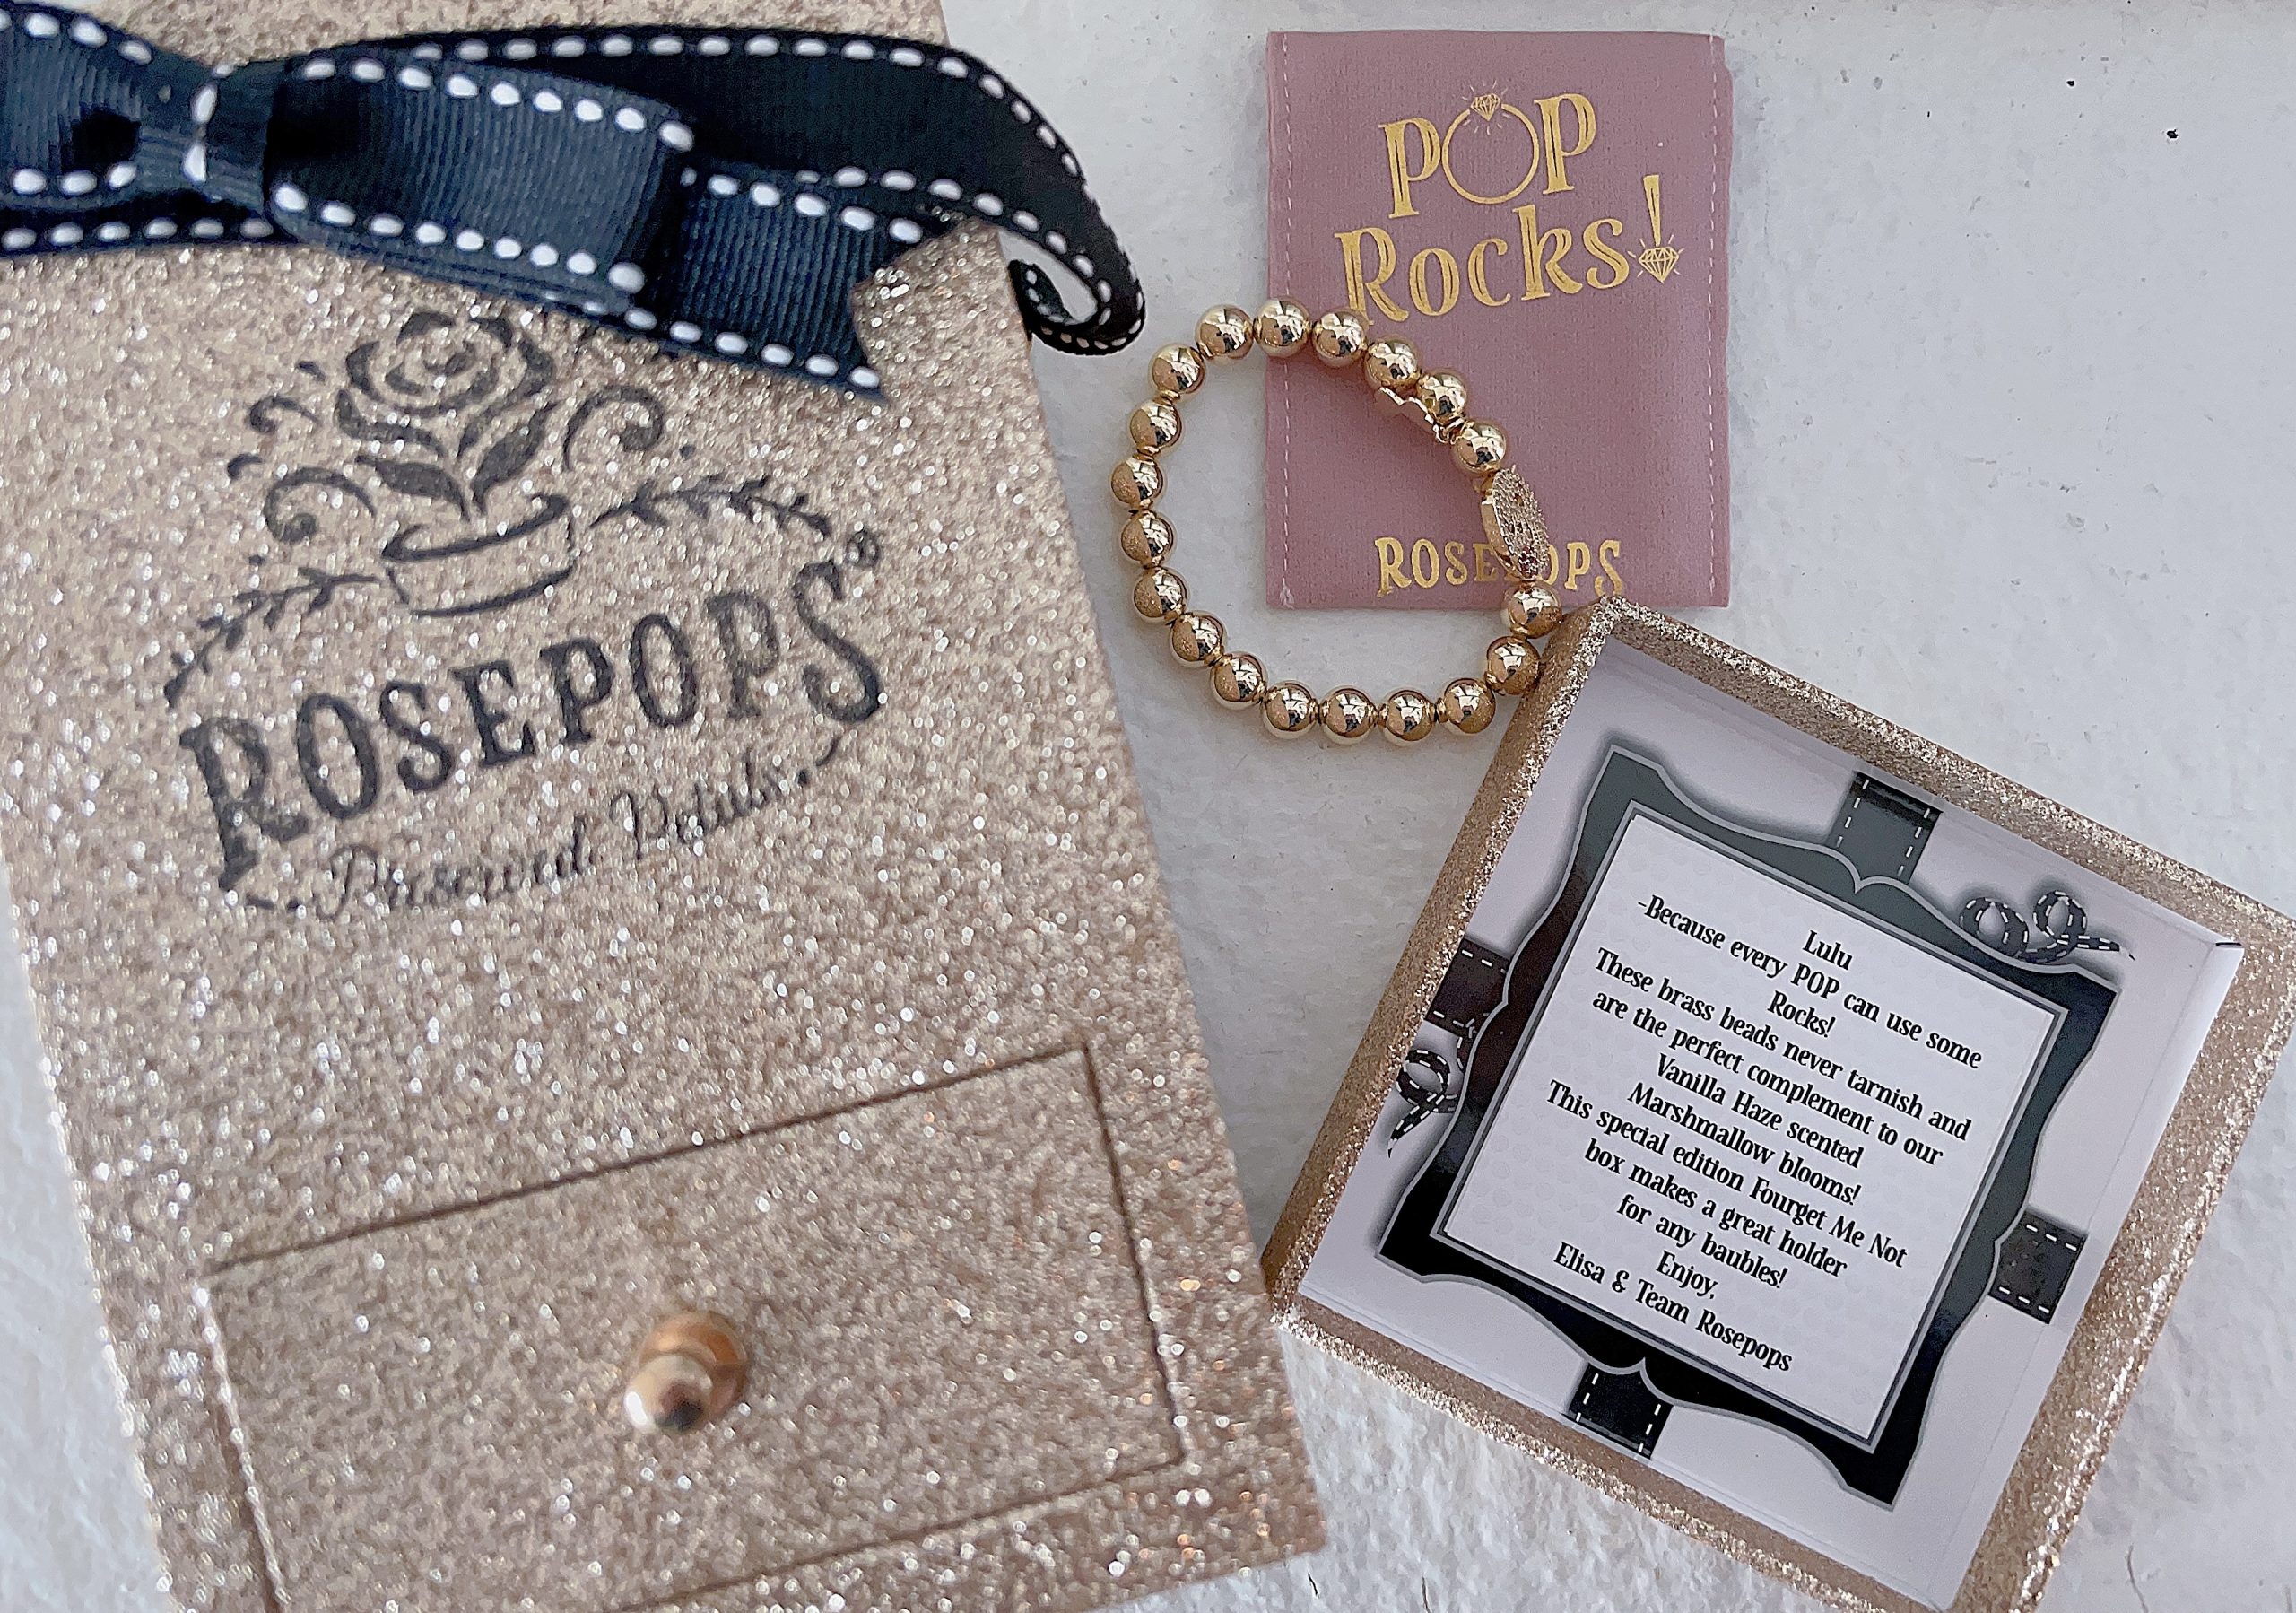 ROSEPOPS®
Preserved Petals
POP
Rocks!
ROSEPOPS
Lulu
-Because every POP can use some
Rocks!
These brass beads never tarnish and
are the perfect complement to our
Vanilla Haze scented
Marshmallow blooms!
This special edition Fourget Me Not
box makes a great holder
for any baubles!
Enjoy,
Elisa & Team Rosepops